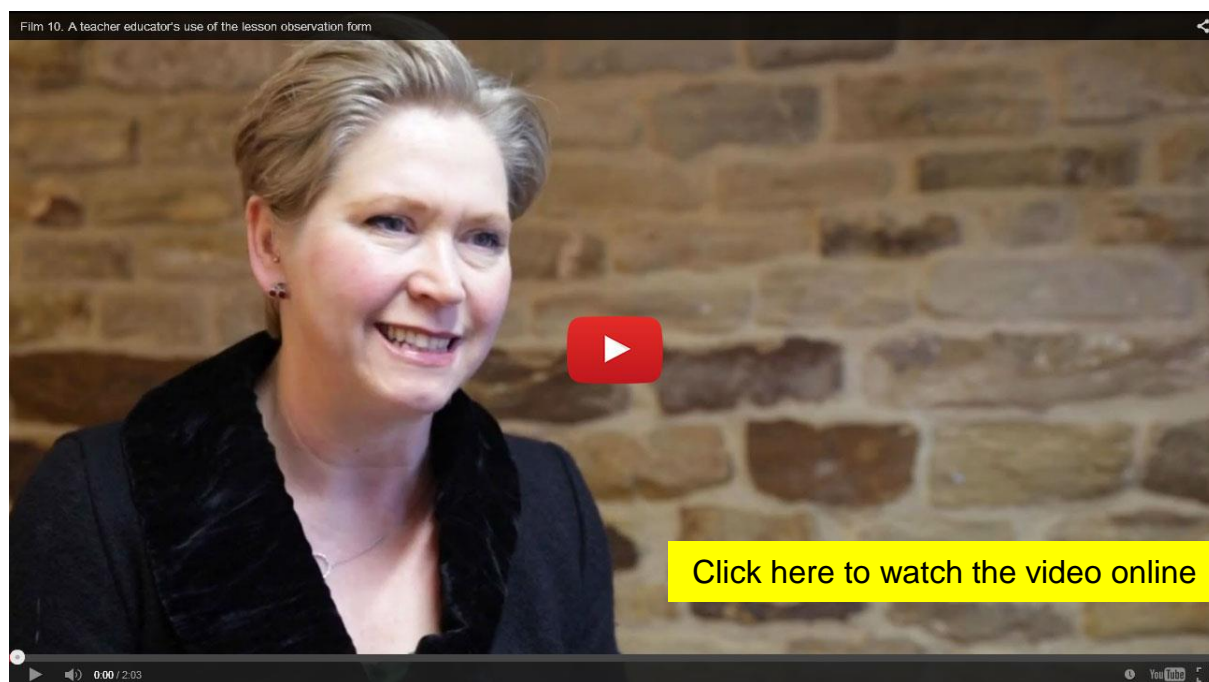 Film 10. A teacher educator's use of the lesson observation form
Click here to watch the video online
0:00 / 2:03
YouTube